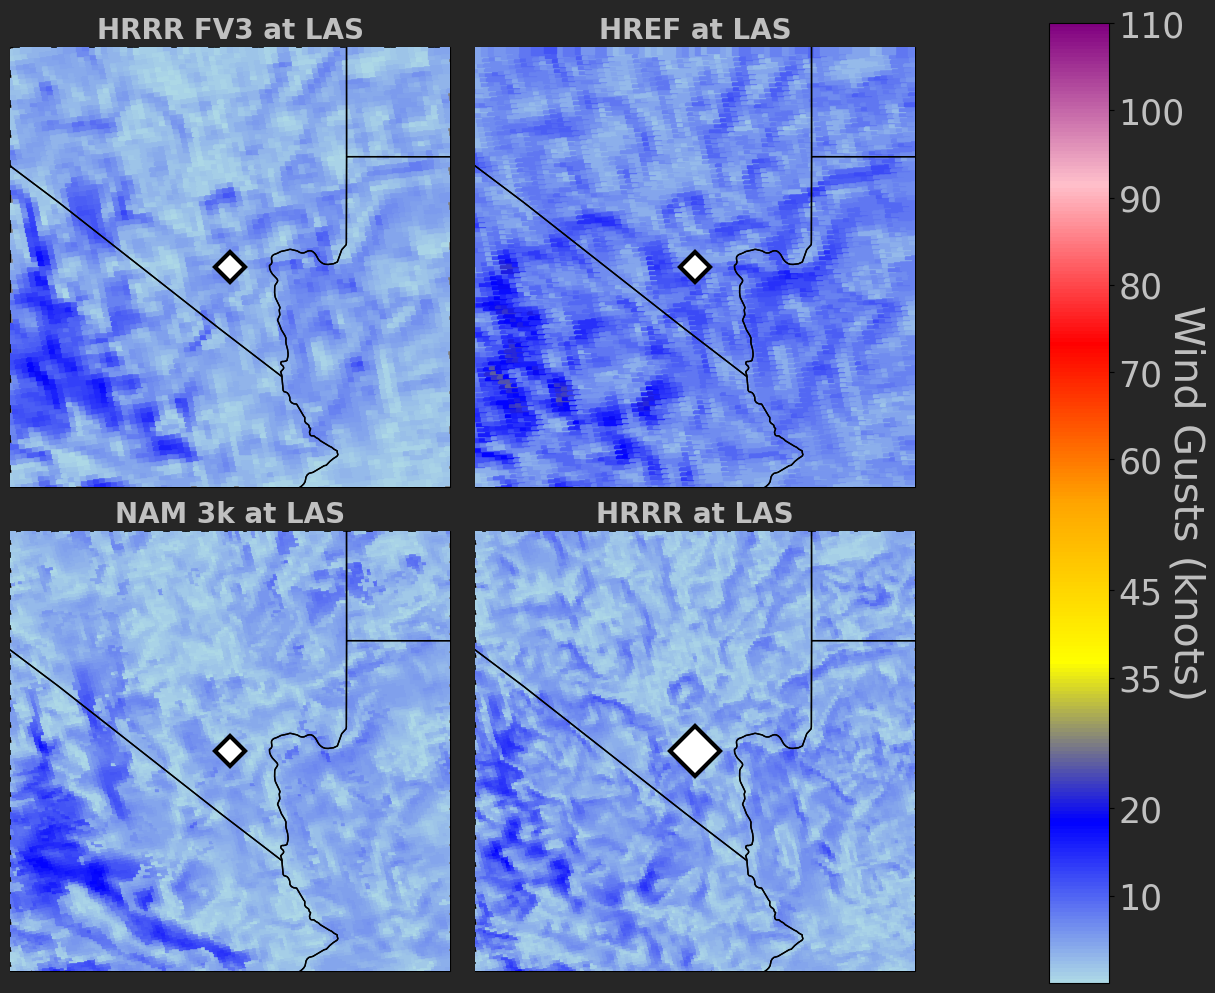 HRRR FV3 at LAS
HREF at LAS
NAM 3k at LAS
HRRR at LAS
110
100
90
80
70
60
45
35
20
10
Wind Gusts (knots)